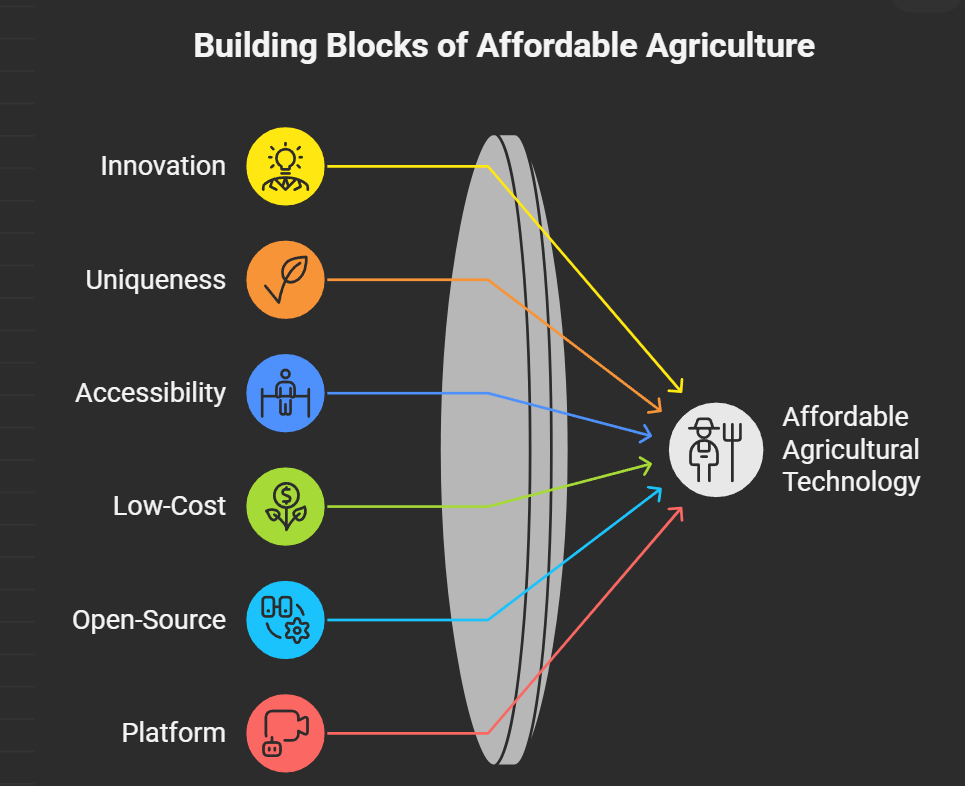 Building Blocks of Affordable Agriculture
Innovation
Uniqueness
Accessibility
Low-Cost
Open-Source
Platform
Affordable
Agricultural
Technology